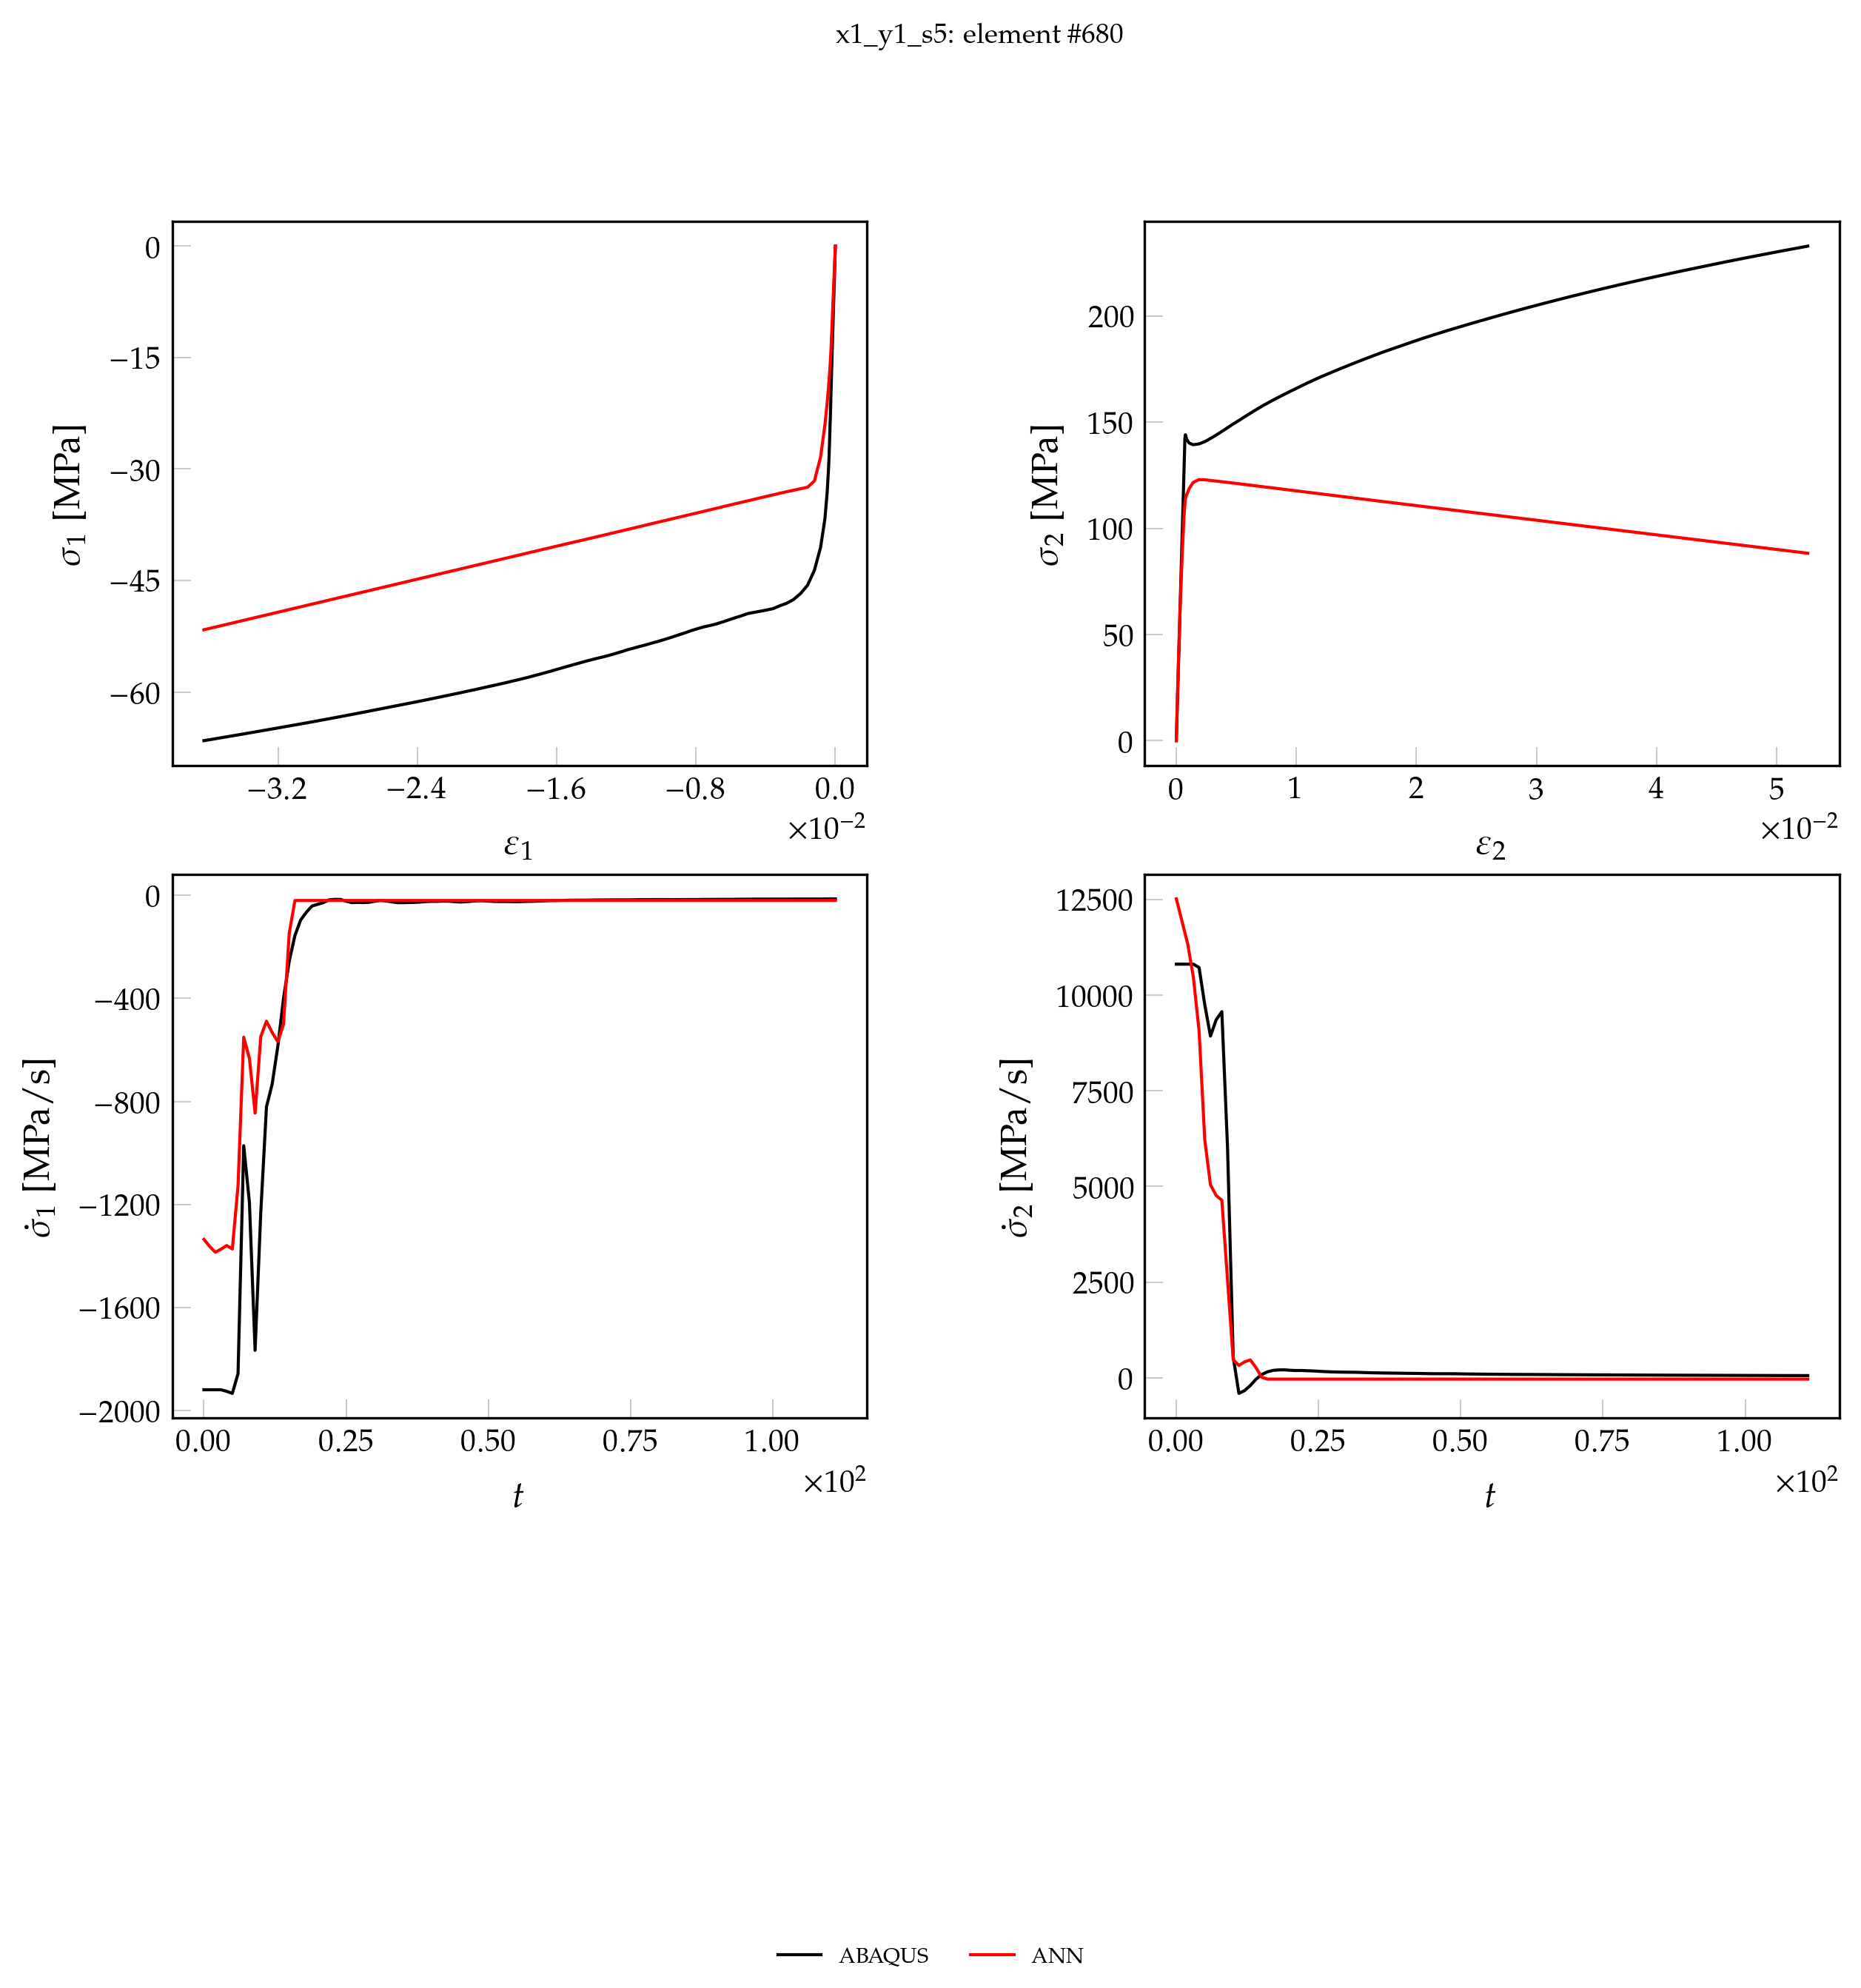 x1_y1_s5: element #680
σ1 [MPa]
0
−15
−30
−45
−60
−3.2 −2.4 −1.6 −0.8 0.0
×10−2
ε1
σ2 [MPa]
200
150
100
50
0
0 1 2 3 4 5
×10−2
ε2
σ̇1 [MPa/s]
0
−400
−800
−1200
−1600
−2000
0.00 0.25 0.50 0.75 1.00
×102
t
σ̇2 [MPa/s]
12500
10000
7500
5000
2500
0
0.00 0.25 0.50 0.75 1.00
×102
t
ABAQUS ANN